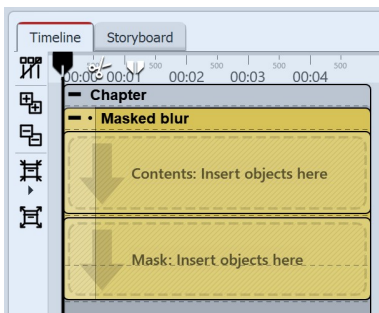 Timeline Storyboard
500 500 500 500 500
00:00 00:01 00:02 00:03 00:04
Chapter
Masked blur
Contents: Insert objects here
Mask: Insert objects here